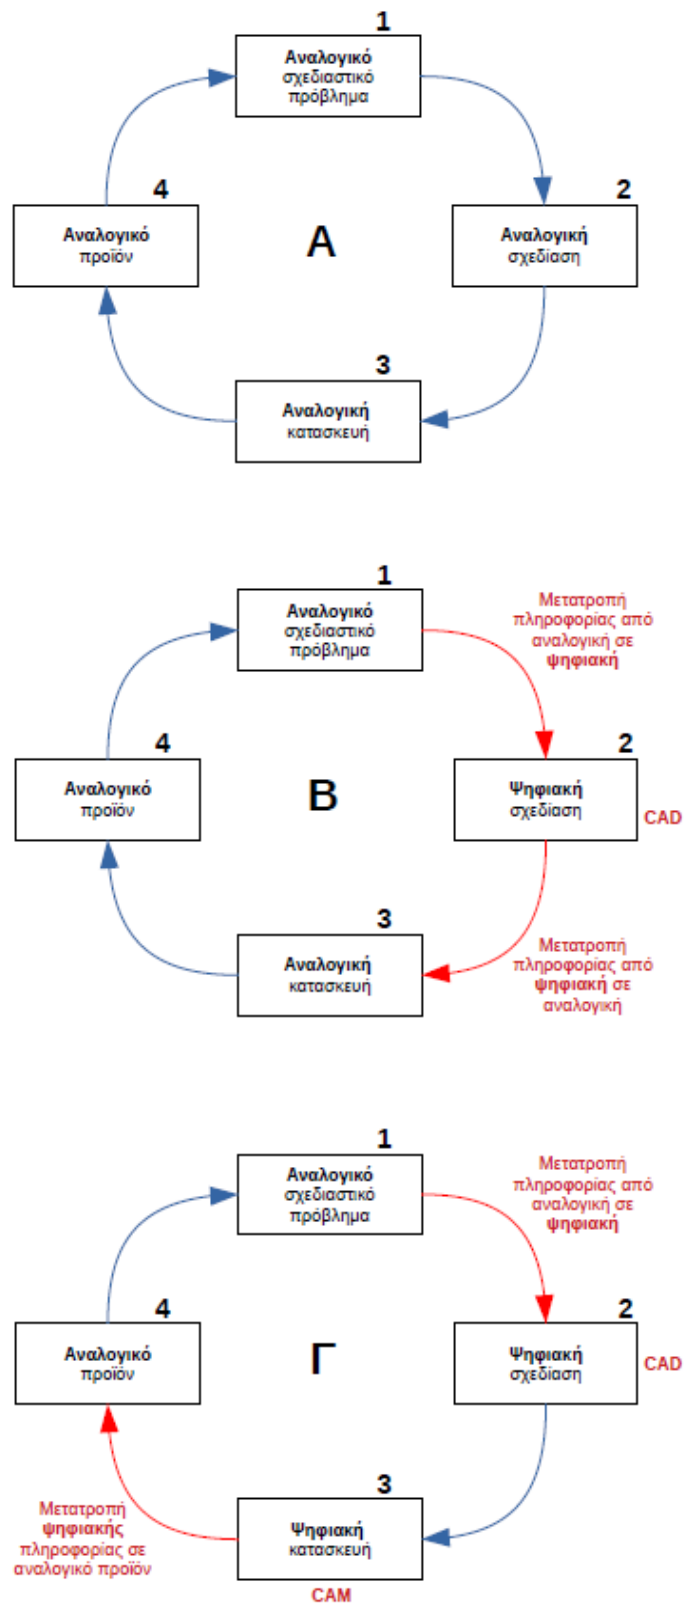 1
Αναλογικό
σχεδιαστικό
πρόβλημα
4
2
Αναλογικό
προϊόν
Α
Αναλογική
σχεδίαση
3
Αναλογική
κατασκευή
1
Αναλογικό
σχεδιαστικό
πρόβλημα
Μετατροπή
πληροφορίας από
αναλογική σε
ψηφιακή
4
2
Αναλογικό
προϊόν
Β
Ψηφιακή
σχεδίαση
CAD
3
Αναλογική
κατασκευή
Μετατροπή
πληροφορίας από
ψηφιακή σε
αναλογική
1
Αναλογικό
σχεδιαστικό
πρόβλημα
Μετατροπή
πληροφορίας από
αναλογική σε
ψηφιακή
4
2
Αναλογικό
προϊόν
Γ
Ψηφιακή
σχεδίαση
CAD
3
Ψηφιακή
κατασκευή
CAM
Μετατροπή
ψηφιακής
πληροφορίας σε
αναλογικό προϊόν